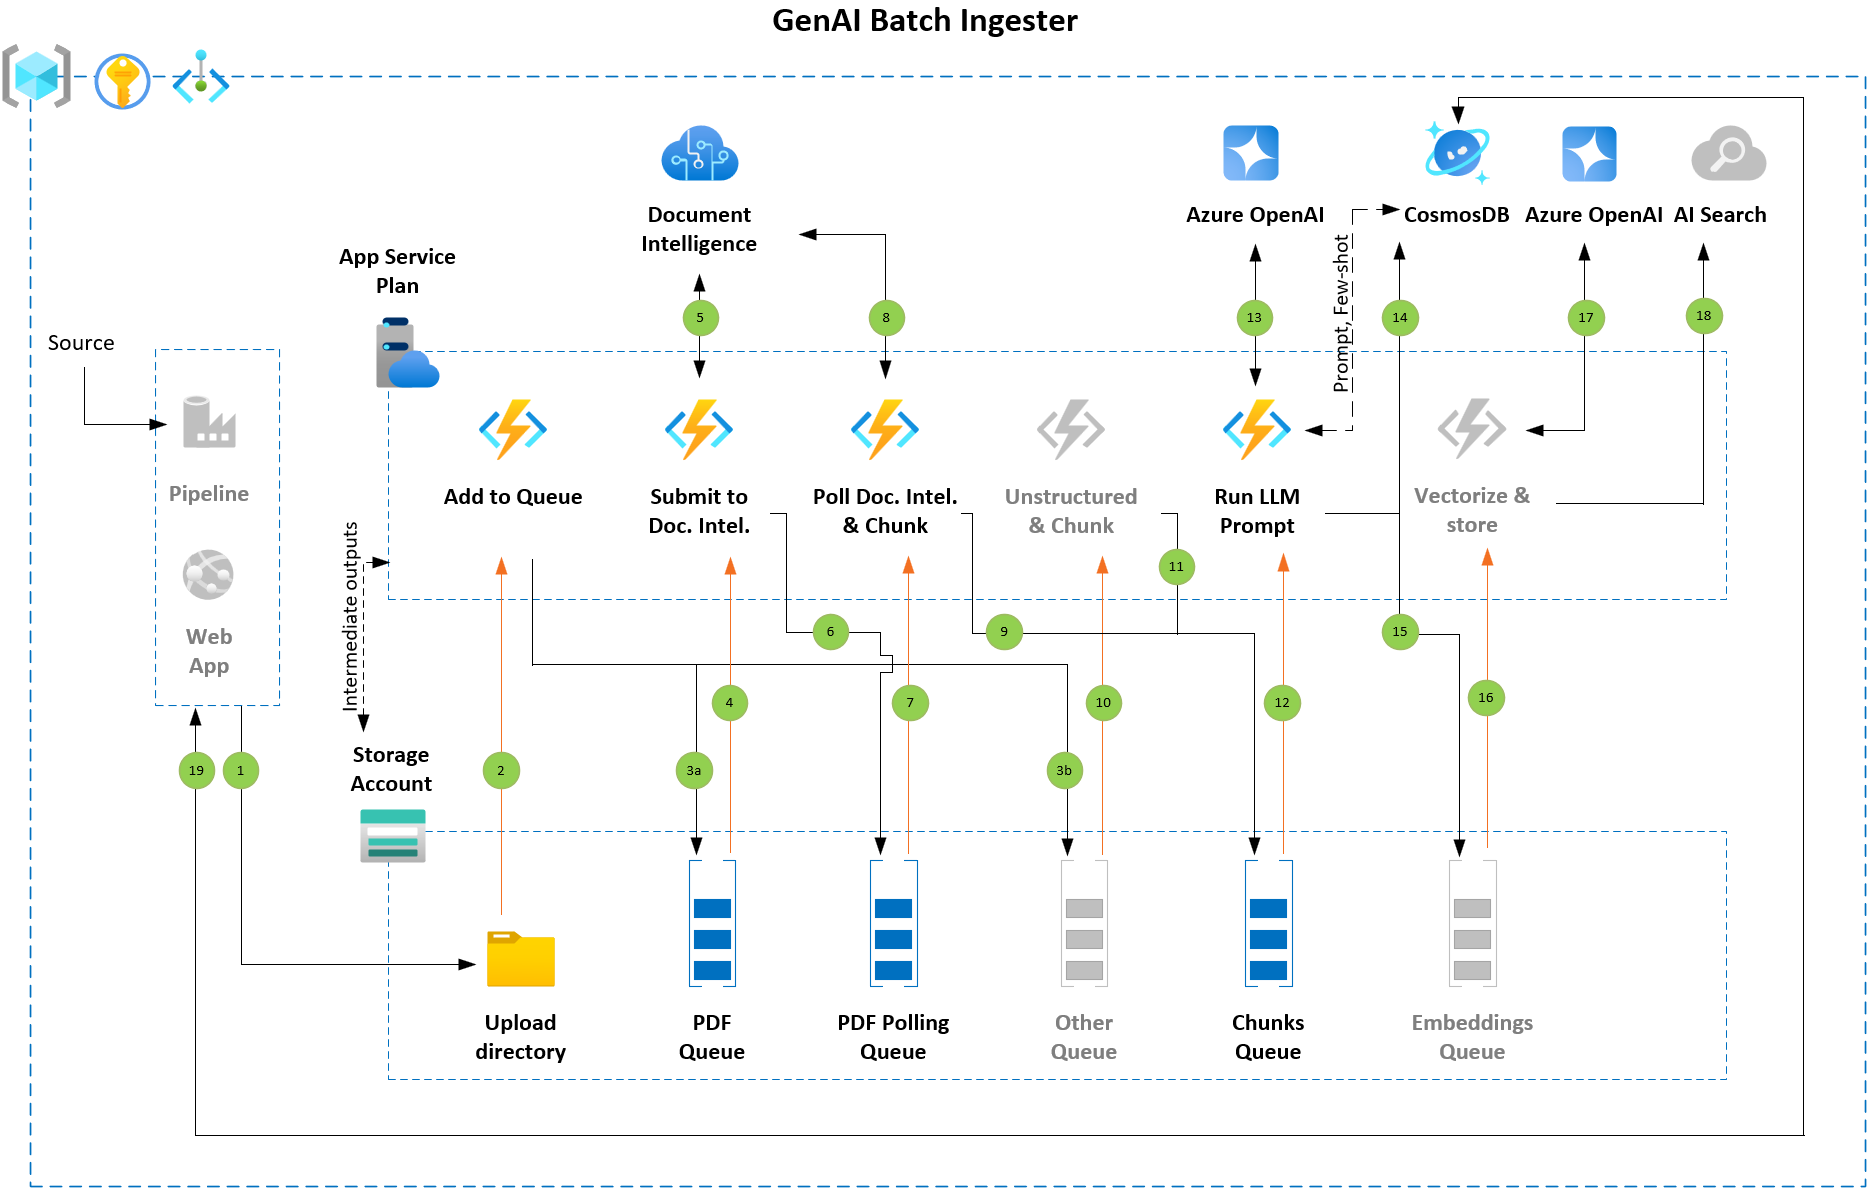 GenAI Batch Ingester
Document
Intelligence
Azure OpenAI
CosmosDB
Azure OpenAI
AI Search
App Service
Plan
Prompt, Few-shot
5
8
13
14
17
18
Source
Pipeline
Web
App
Add to Queue
Submit to
Doc. Intel.
Poll Doc. Intel.
& Chunk
Unstructured
& Chunk
Run LLM
Prompt
Vectorize &
store
Intermediate outputs
11
6
9
15
4
7
10
12
16
19
1
2
3a
3b
Storage
Account
Upload
directory
PDF
Queue
PDF Polling
Queue
Other
Queue
Chunks
Queue
Embeddings
Queue